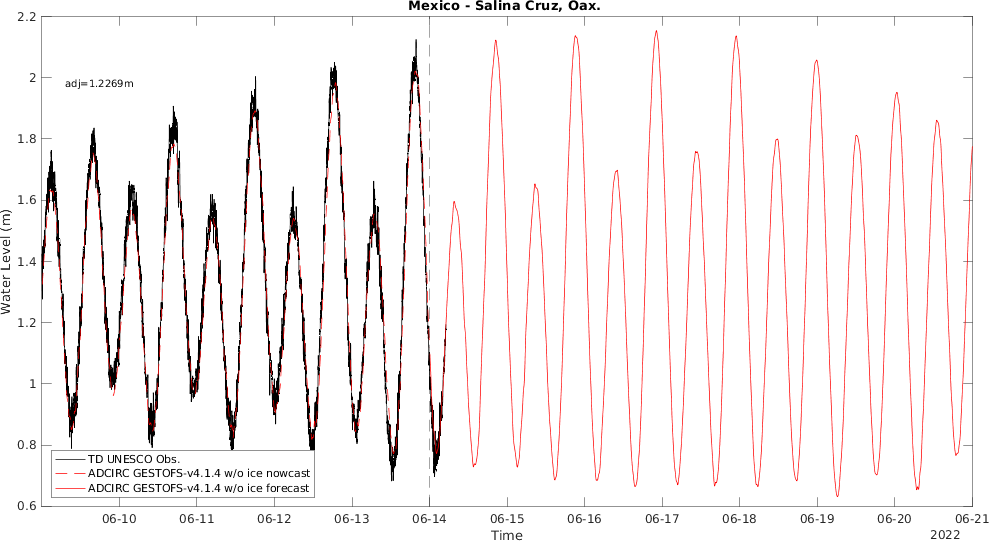 Mexico - Salina Cruz, Oax.
2.2
2
1.8
1.6
1.4
1.2
1
0.8
0.6
Water Level (m)
adj=1.2269m
TD UNESCO Obs.
ADCIRC GESTOFS-v4.1.4 w/o ice nowcast
ADCIRC GESTOFS-v4.1.4 w/o ice forecast
06-10 06-11 06-12 06-13 06-14 06-15 06-16 06-17 06-18 06-19 06-20 06-21
Time
2022